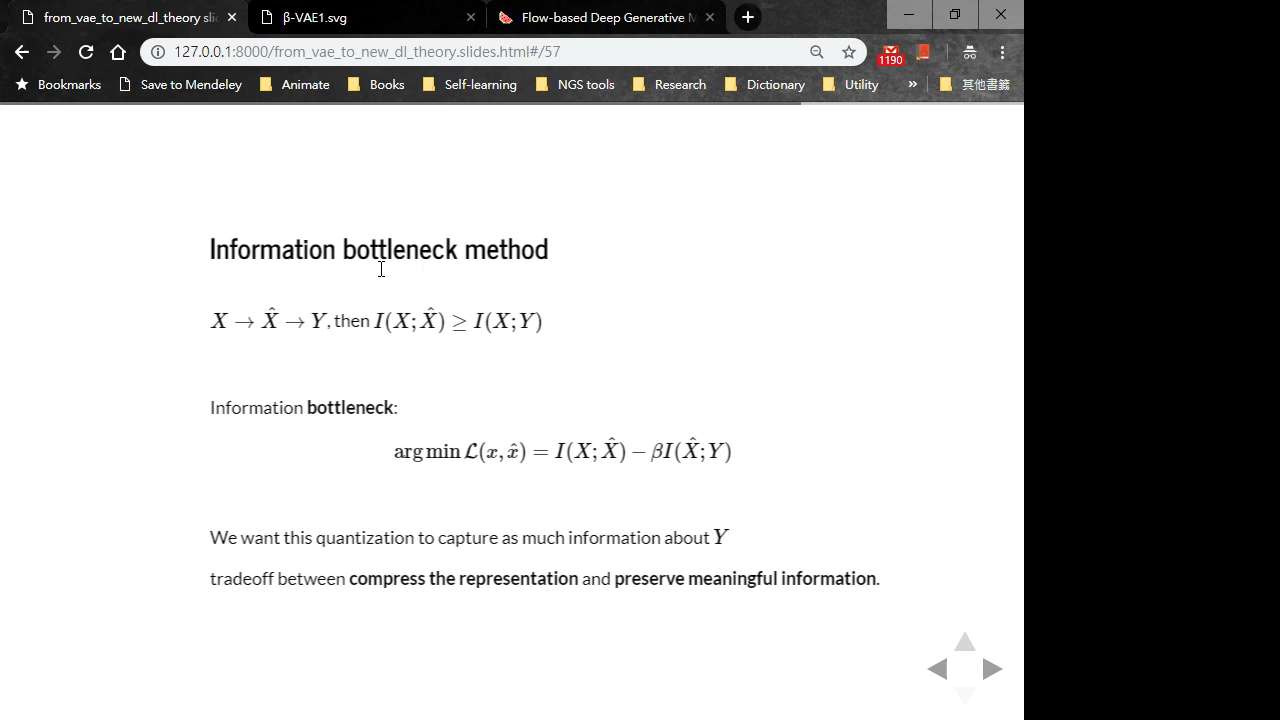 from_vae_to_new_dl_theory slid
β-VAE1.svg
Flow-based Deep Generative M
127.0.0.1:8000/from_vae_to_new_dl_theory.slides.html#/57
1190
Bookmarks Save to Mendeley Animate Books Self-learning NGS tools Research Dictionary Utility » 其他書籤
Information bottleneck method
X → X̂ → Y, then I(X; X̂) ≥ I(X; Y)
Information bottleneck:
arg min ℒ(x, x̂) = I(X; X̂) − βI(X̂; Y)
We want this quantization to capture as much information about Y
tradeoff between compress the representation and preserve meaningful information.